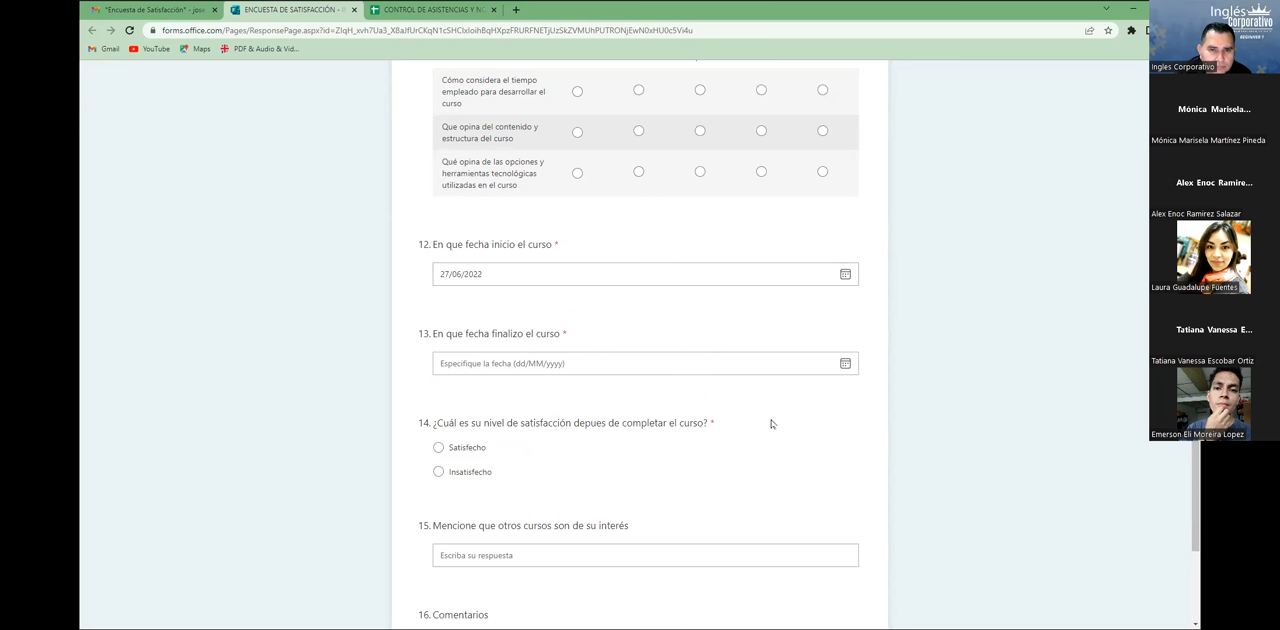 "Encuesta de Satisfacción" - jose
ENCUESTA DE SATISFACCIÓN - 
CONTROL DE ASISTENCIAS Y N
forms.office.com/Pages/ResponsePage.aspx?id=
Gmail
YouTube
Maps
PDF & Audio & Vid...
Cómo considera el tiempo
empleado para desarrollar el
curso
Que opina del contenido y
estructura del curso
Qué opina de las opciones y
herramientas tecnológicas
utilizadas en el curso
12. En que fecha inicio el curso *
27/06/2022
13. En que fecha finalizo el curso *
Especifique la fecha (dd/MM/yyyy)
14. ¿Cuál es su nivel de satisfacción depues de completar el curso? *
Satisfecho
Insatisfecho
15. Mencione que otros cursos son de su interés
Escriba su respuesta
16. Comentarios
Inglés
Corporativo
BEGINNER 1
Ingles Corporativo
Mónica Marisela...
Mónica Marisela Martínez Pineda
Alex Enoc Ramire...
Alex Enoc Ramirez Salazar
Laura Guadalupe Fuentes
Tatiana Vanessa E...
Tatiana Vanessa Escobar Ortiz
Emerson Eli Moreira Lopez